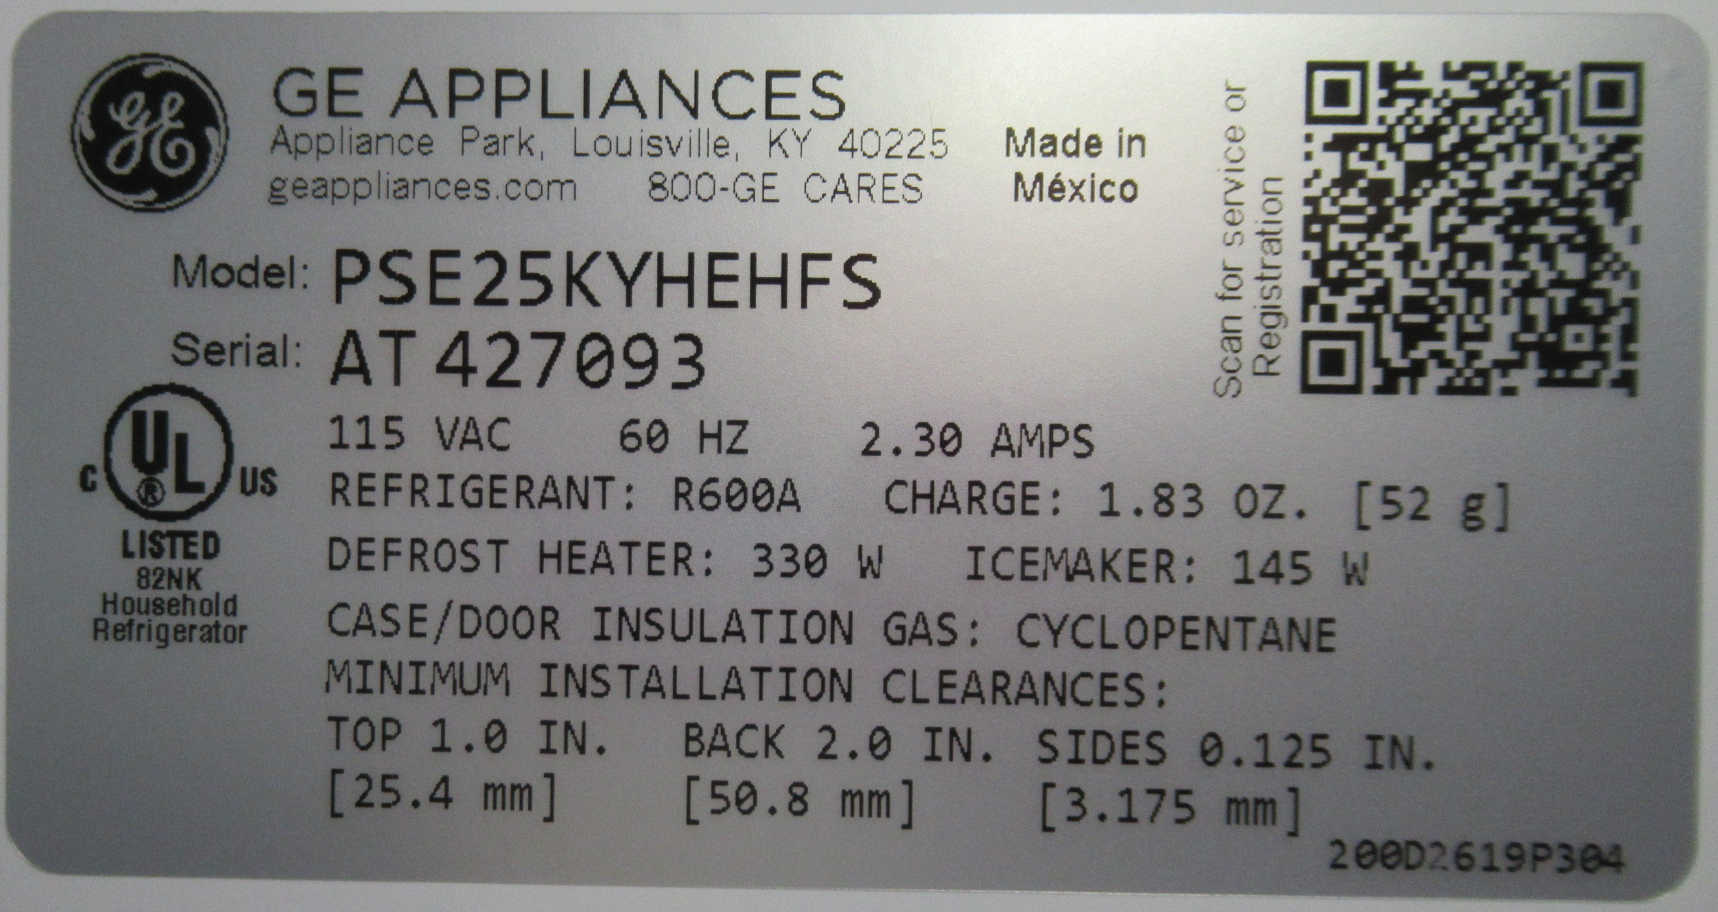 GE
GE APPLIANCES
Appliance Park, Louisville, KY 40225
geappliances.com 800-GE CARES
Made in
México
Scan for service or
Registration
Model: PSE25KYHEHFS
Serial: AT 427093
C UL® US
LISTED
82NK
Household
Refrigerator
115 VAC 60 HZ 2.30 AMPS
REFRIGERANT: R600A CHARGE: 1.83 OZ. [52 g]
DEFROST HEATER: 330 W ICEMAKER: 145 W
CASE/DOOR INSULATION GAS: CYCLOPENTANE
MINIMUM INSTALLATION CLEARANCES:
TOP 1.0 IN. BACK 2.0 IN. SIDES 0.125 IN.
[25.4 mm] [50.8 mm] [3.175 mm]
200D2619P304